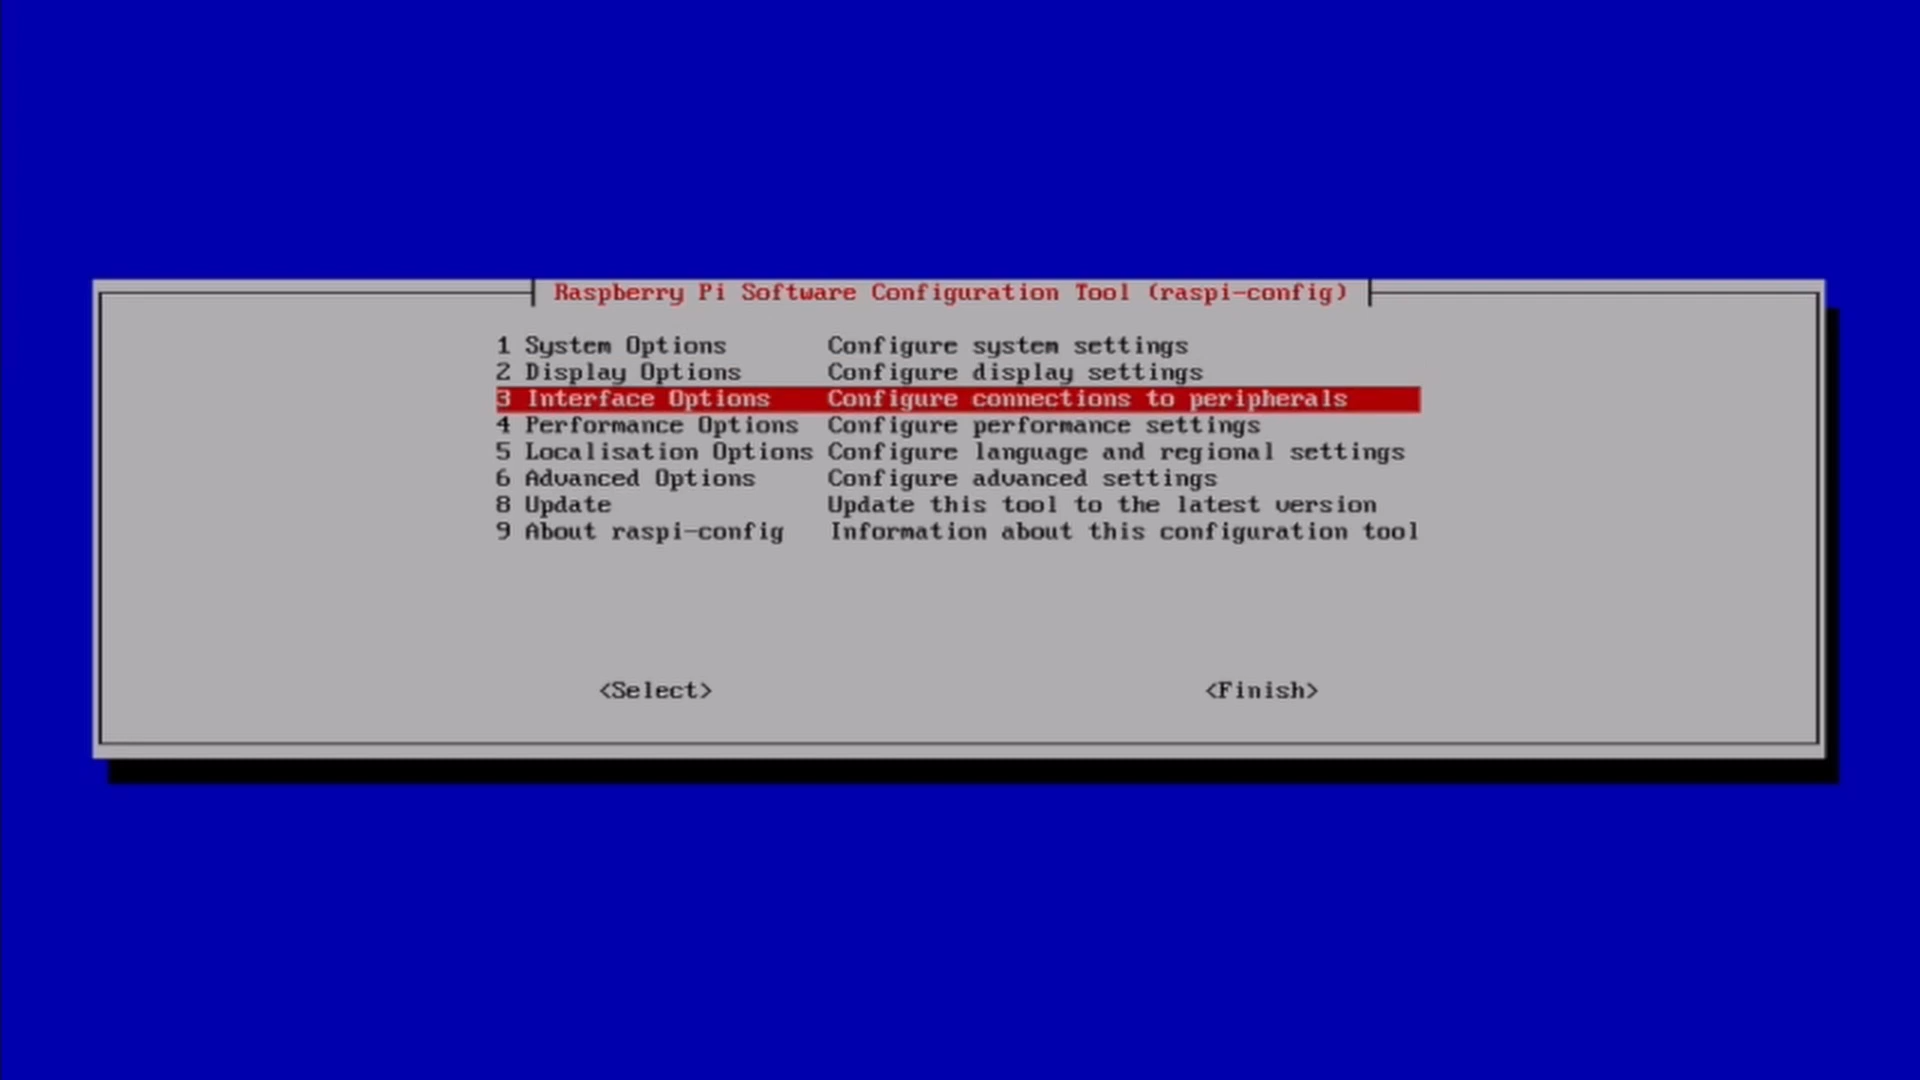 Raspberry Pi Software Configuration Tool (raspi-config)
1 System Options Configure system settings
2 Display Options Configure display settings
3 Interface Options Configure connections to peripherals
4 Performance Options Configure performance settings
5 Localisation Options Configure language and regional settings
6 Advanced Options Configure advanced settings
8 Update Update this tool to the latest version
9 About raspi-config Information about this configuration tool
<Select> <Finish>